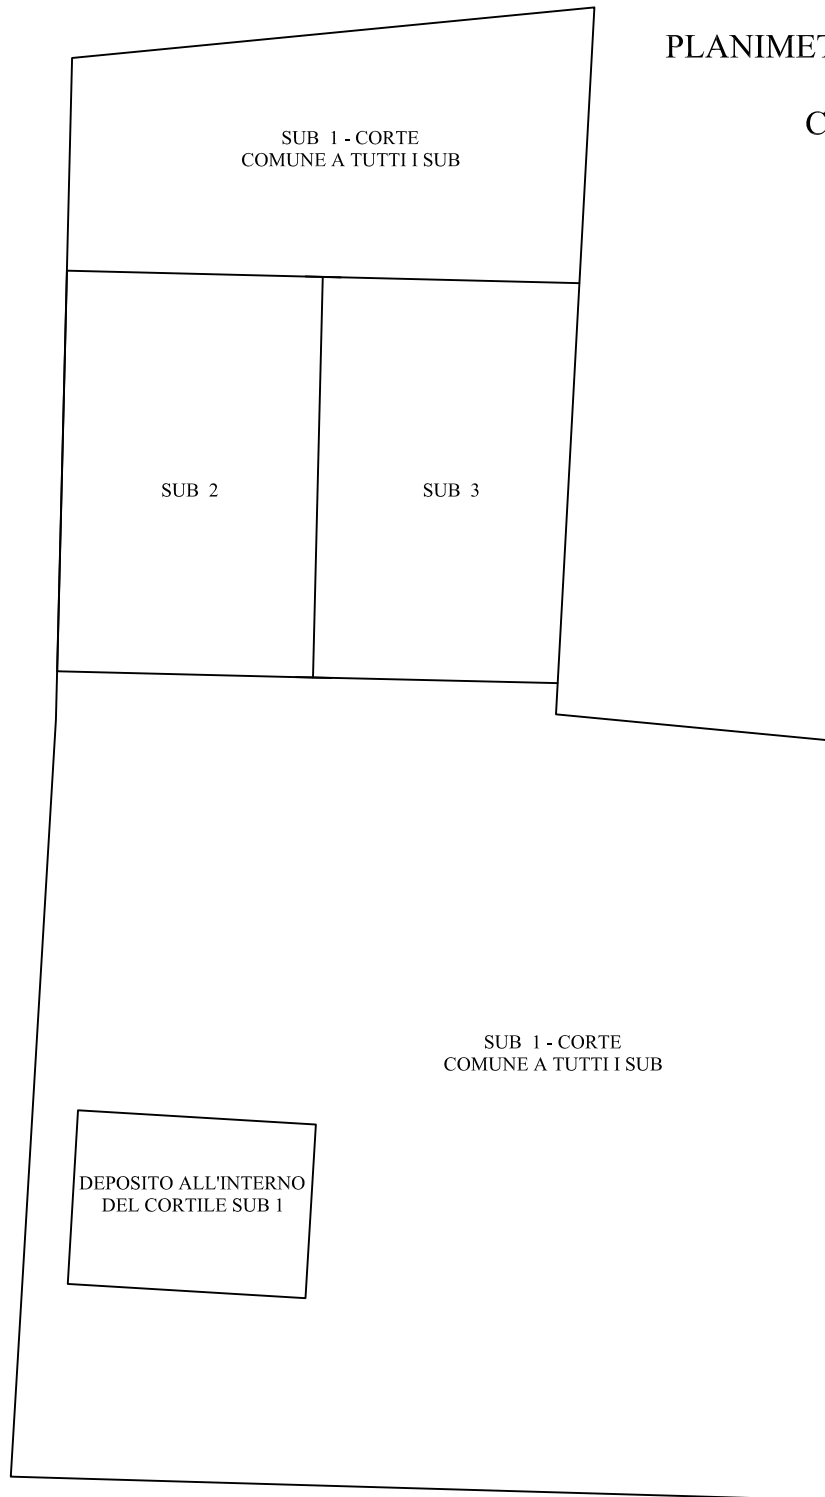 PLANIMET
C
SUB 1 - CORTE
COMUNE A TUTTI I SUB
SUB 2
SUB 3
SUB 1 - CORTE
COMUNE A TUTTI I SUB
DEPOSITO ALL'INTERNO
DEL CORTILE SUB 1